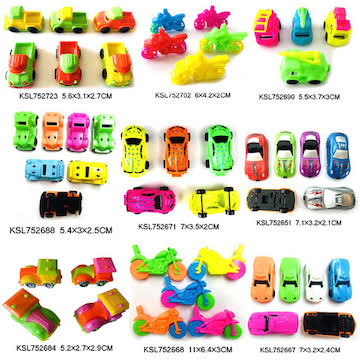 KSL752723 5.6X3.1X2.7CM
KSL752702 6X4.2X2CM
KSL752690 5.5X3.7X3CM
KSL752688 5.4X3X2.5CM
KSL752671 7X3.5X2CM
KSL752651 7.1X3.2X2.1CM
KSL752684 5.2X2.7X2.9CM
KSL752668 11X6.4X3CM
KSL752667 7X3.2X2.4CM